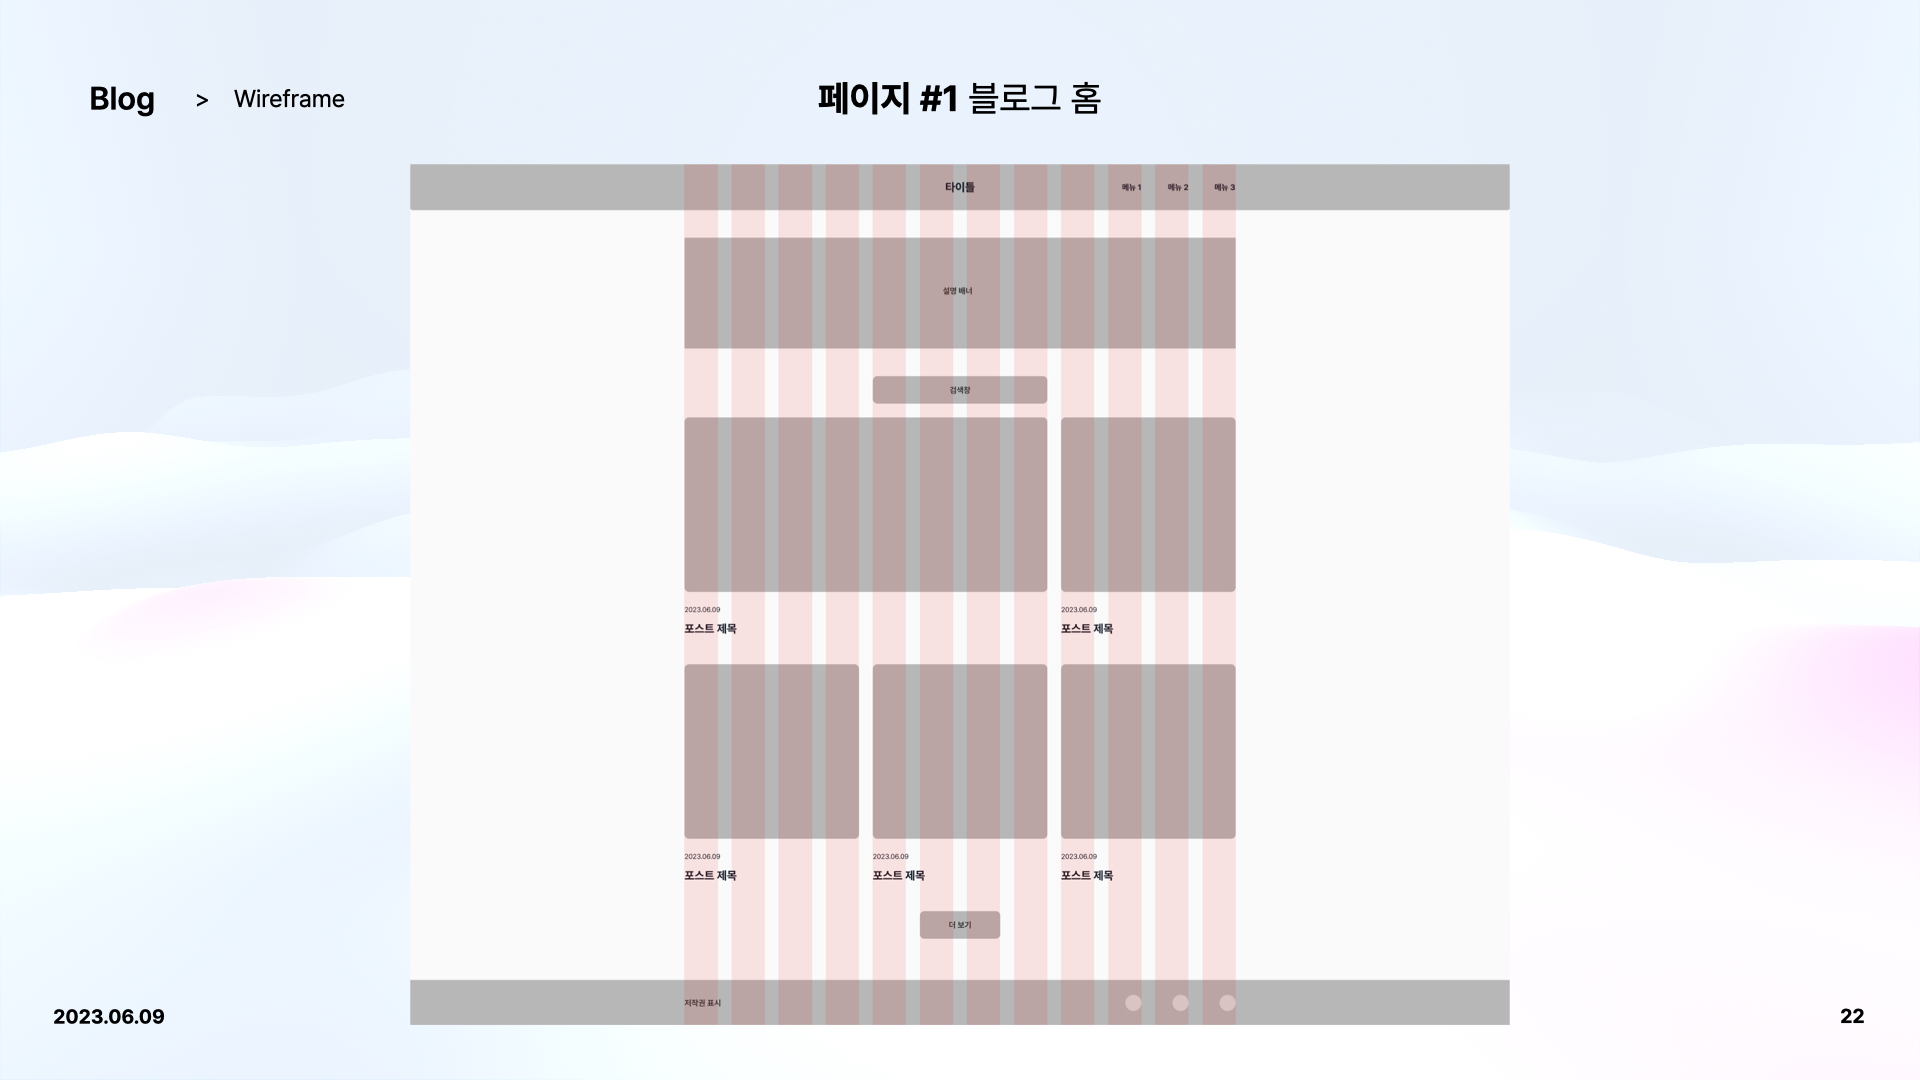 Blog > Wireframe
페이지 #1 블로그 홈
타이틀
메뉴 1 메뉴 2 메뉴 3
설명 배너
검색창
2023.06.09 2023.06.09
포스트 제목 포스트 제목
2023.06.09 2023.06.09 2023.06.09
포스트 제목 포스트 제목 포스트 제목
더 보기
저작권 표시
2023.06.09
22